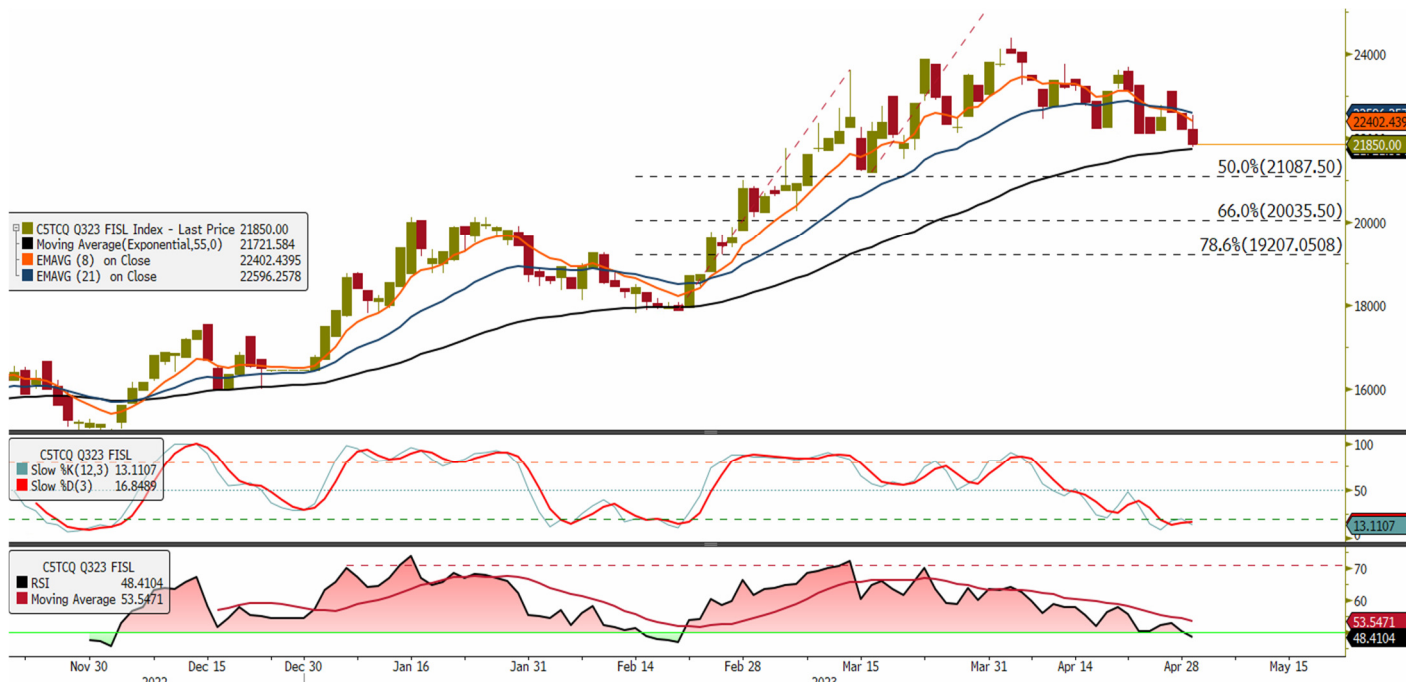 24000
22596.257
22402.439
21850.00
50.0%(21087.50)
66.0%(20035.50)
20000
78.6%(19207.0508)
18000
16000
C5TCQ Q323 FISL Index - Last Price 21850.00
Moving Average(Exponential,55,0) 21721.584
EMAVG (8) on Close 22402.4395
EMAVG (21) on Close 22596.2578
C5TCQ Q323 FISL
Slow %K(12,3) 13.1107
Slow %D(3) 16.8489
100
50
13.1107
0
C5TCQ Q323 FISL
RSI 48.4104
Moving Average 53.5471
70
60
53.5471
48.4104
Nov 30 Dec 15 Dec 30 Jan 16 Jan 31 Feb 14 Feb 28 Mar 15 Mar 31 Apr 14 Apr 28 May 15
2022 2023